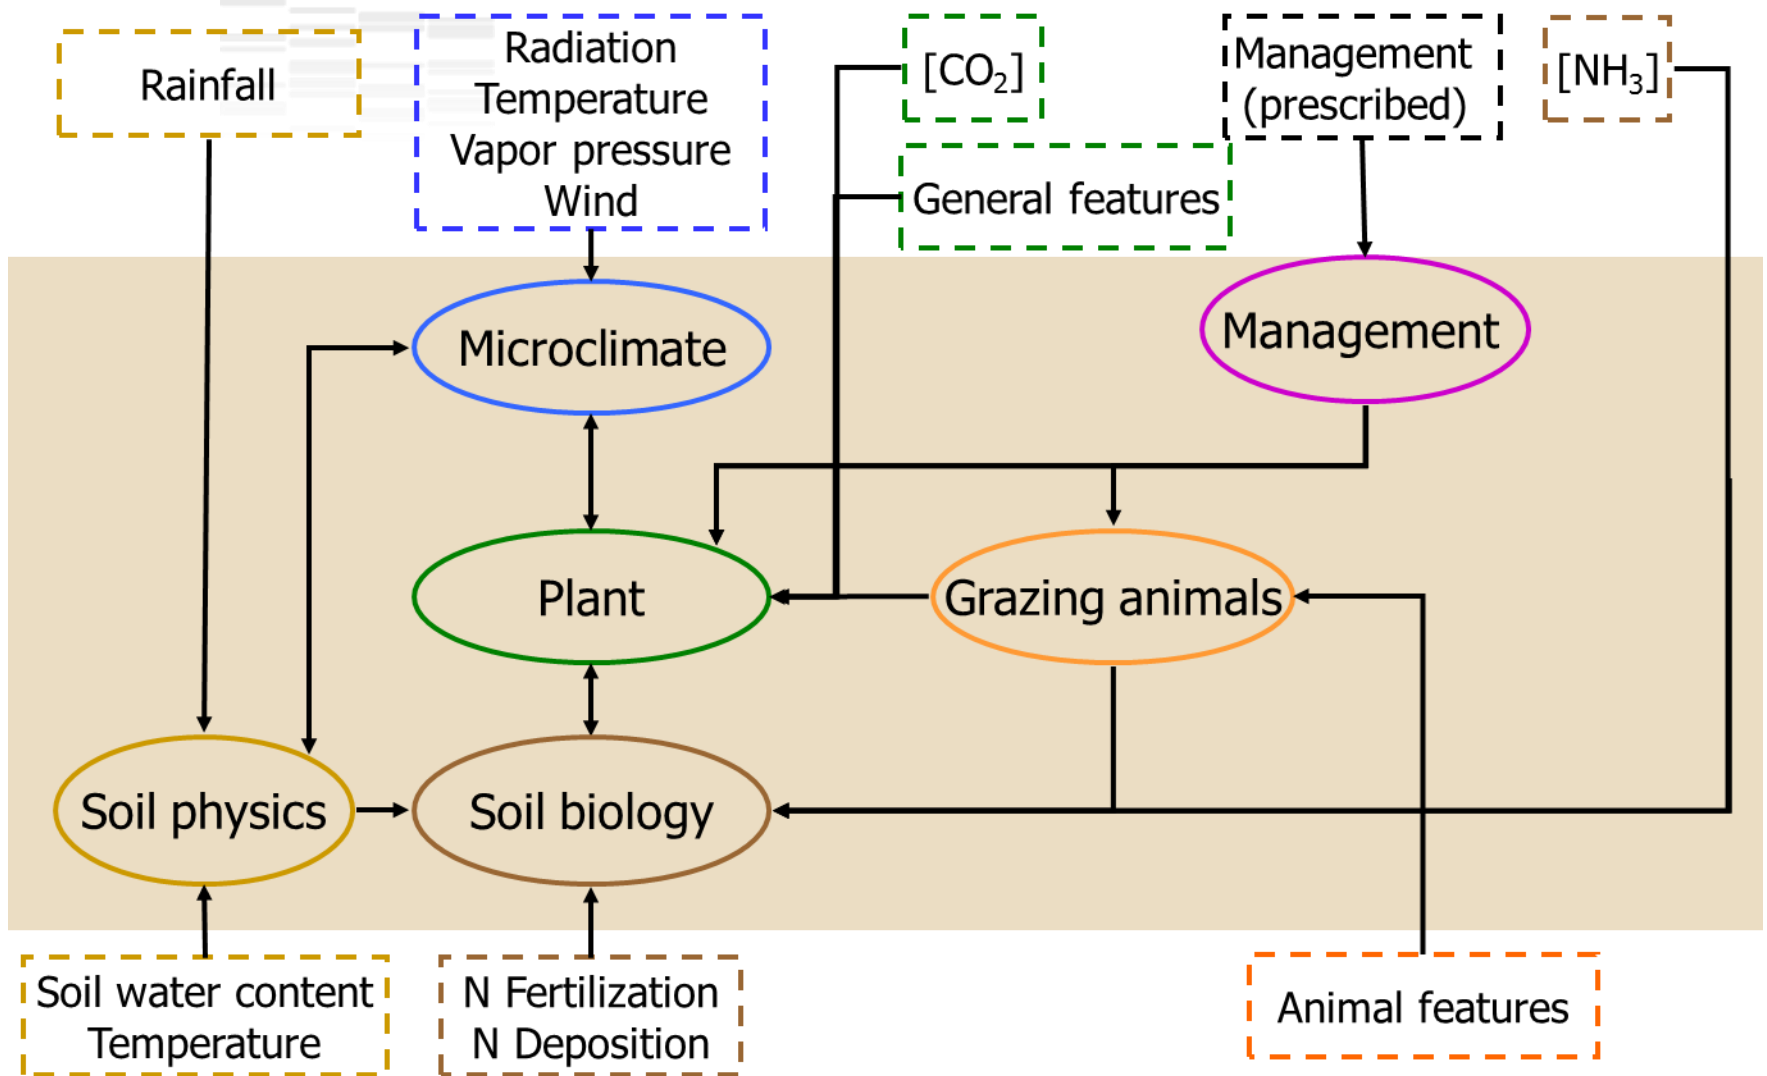 Rainfall
Radiation
Temperature
Vapor pressure
Wind
[CO₂]
General features
Management
(prescribed)
[NH₃]
Microclimate
Management
Plant
Grazing animals
Soil physics
Soil biology
Soil water content
Temperature
N Fertilization
N Deposition
Animal features